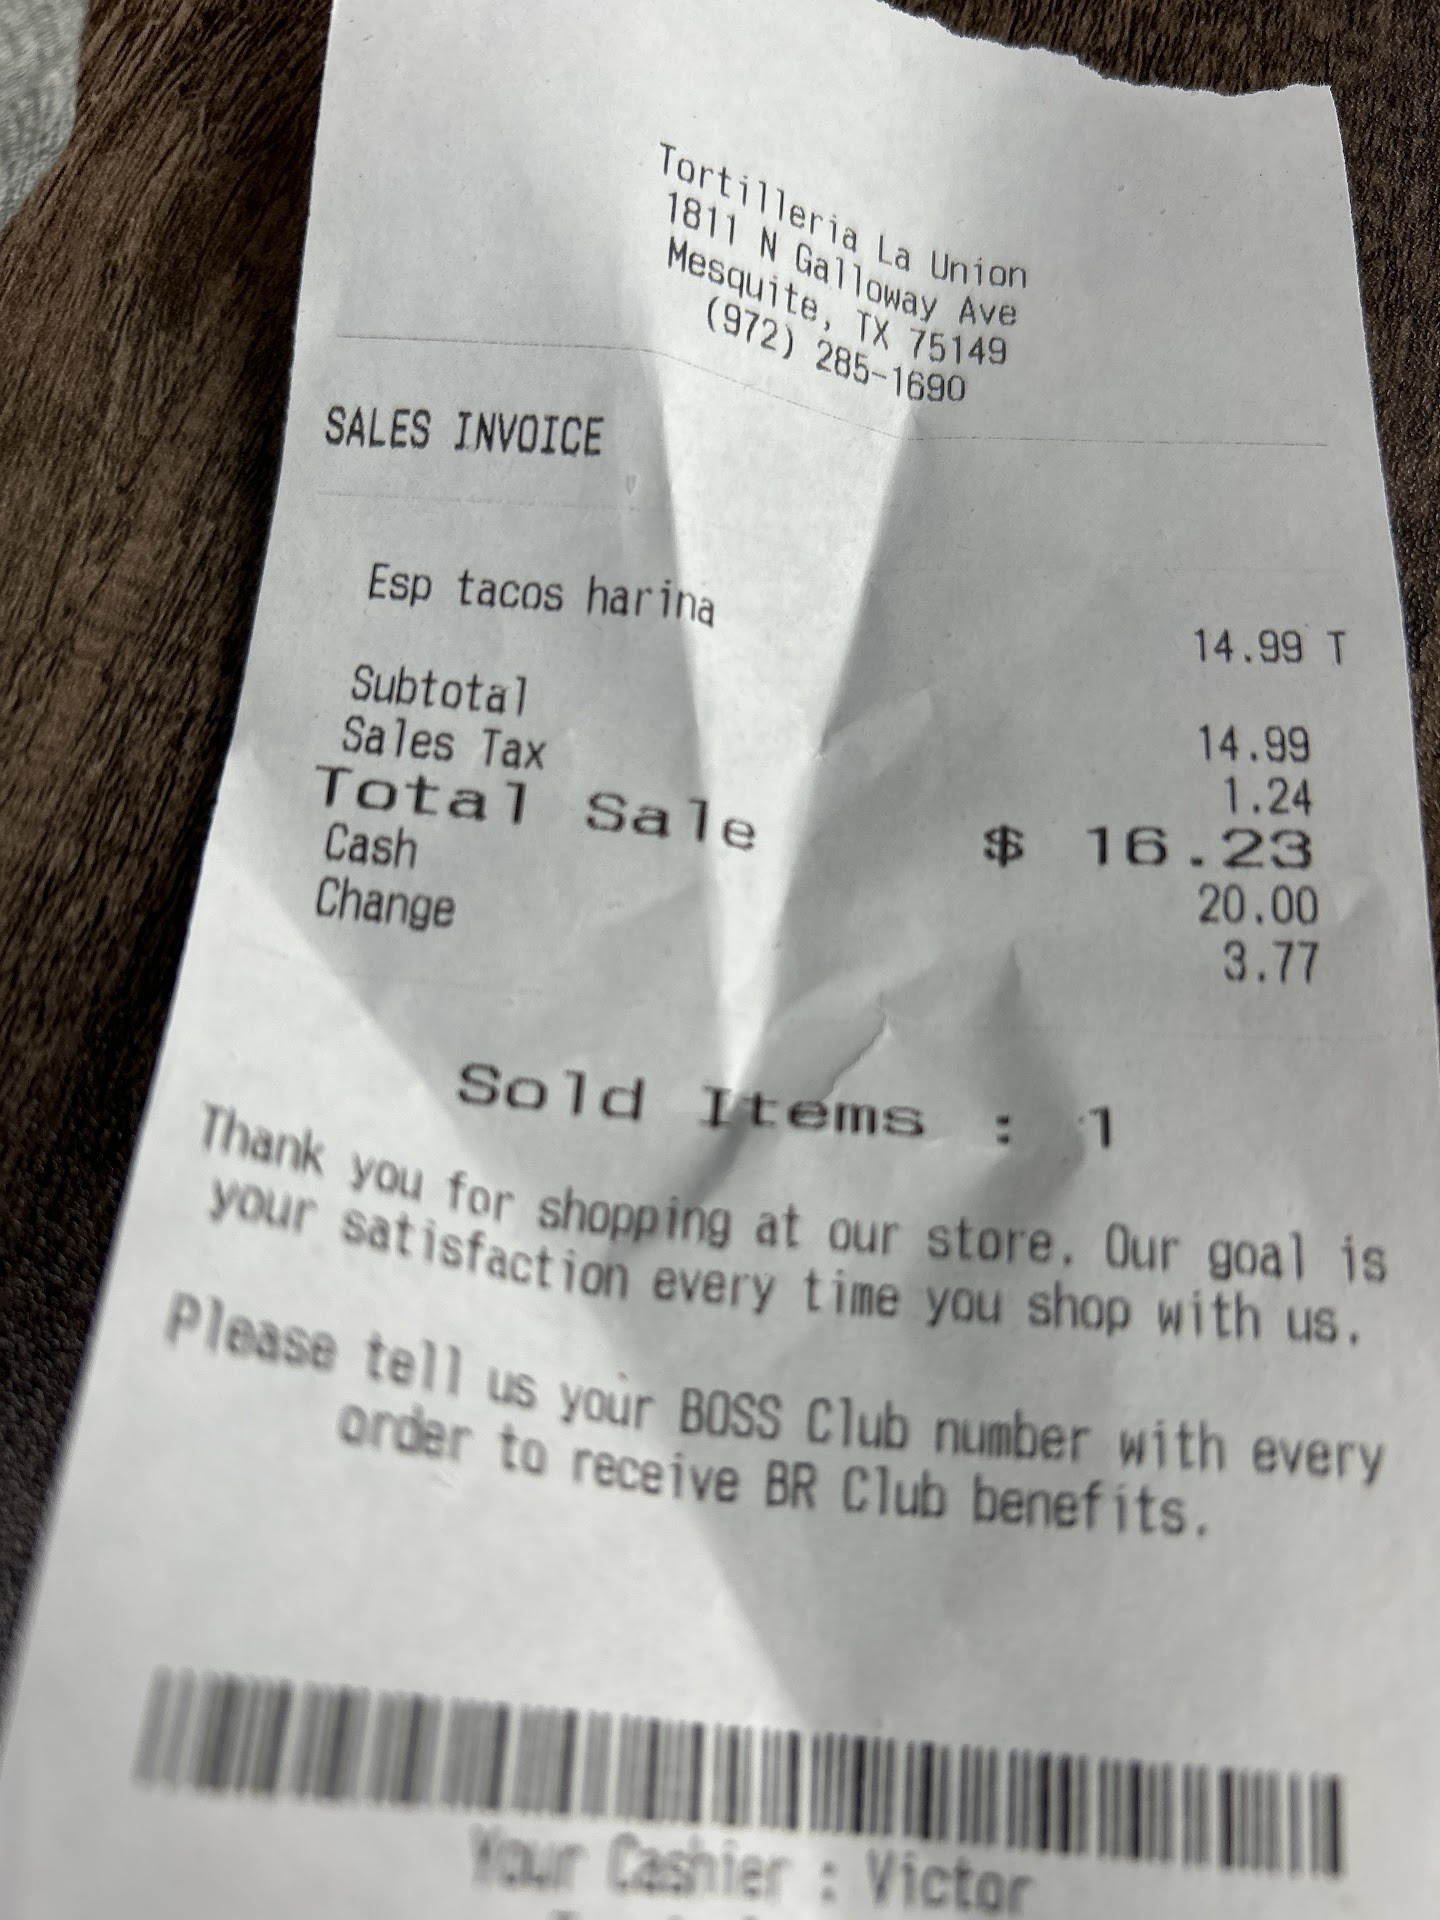 Tortilleria La Union
1811 N Galloway Ave
Mesquite, TX 75149
(972) 285-1690
SALES INVOICE
Esp tacos harina
14.99 T
Subtotal 14.99
Sales Tax 1.24
Total Sale $ 16.23
Cash 20.00
Change 3.77
Sold Items : 1
Thank you for shopping at our store. Our goal is
your satisfaction every time you shop with us.
Please tell us your BOSS Club number with every
order to receive BR Club benefits.
Your Cashier : Victor